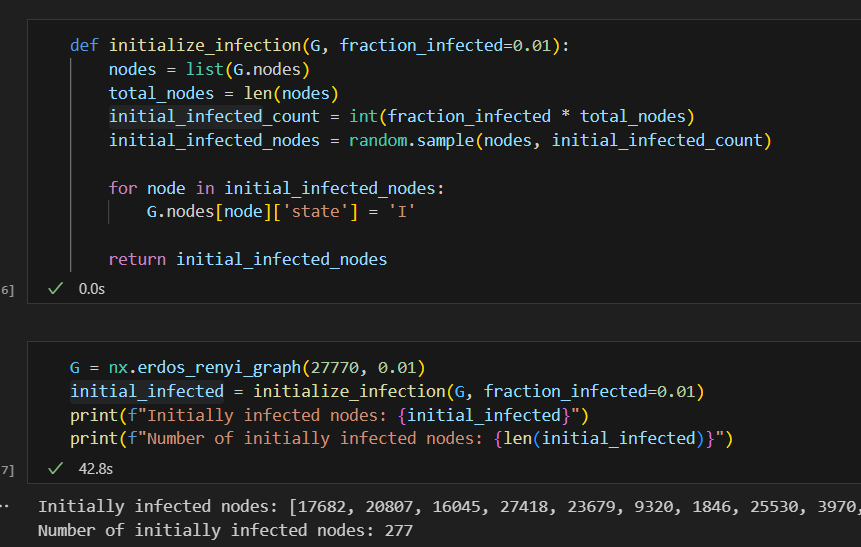 def initialize_infection(G, fraction_infected=0.01):
nodes = list(G.nodes)
total_nodes = len(nodes)
initial_infected_count = int(fraction_infected * total_nodes)
initial_infected_nodes = random.sample(nodes, initial_infected_count)
for node in initial_infected_nodes:
G.nodes[node]['state'] = 'I'
return initial_infected_nodes
6]
0.0s
G = nx.erdos_renyi_graph(27770, 0.01)
initial_infected = initialize_infection(G, fraction_infected=0.01)
print(f"Initially infected nodes: {initial_infected}")
print(f"Number of initially infected nodes: {len(initial_infected)}")
7]
42.8s
Initially infected nodes: [17682, 20807, 16045, 27418, 23679, 9320, 1846, 25530, 3970,
Number of initially infected nodes: 277